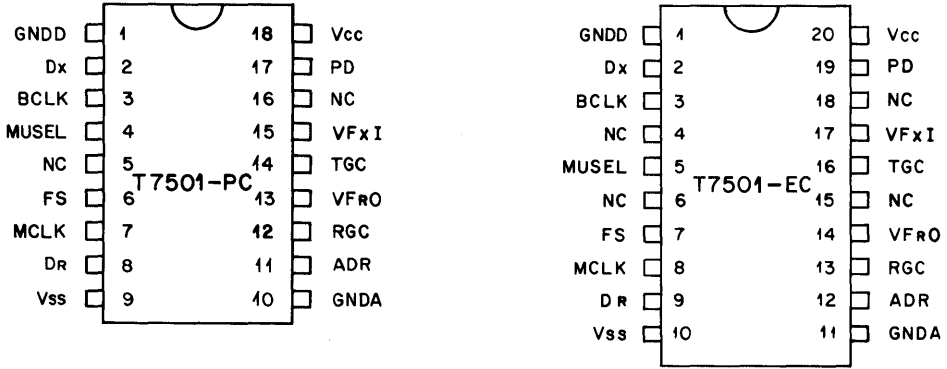 GNDD 1 18 Vcc
Dx 2 17 PD
BCLK 3 16 NC
MUSEL 4 15 VFxI
NC 5 14 TGC
T7501-PC
FS 6 13 VFRO
MCLK 7 12 RGC
DR 8 11 ADR
Vss 9 10 GNDA
GNDD 1 20 Vcc
Dx 2 19 PD
BCLK 3 18 NC
NC 4 17 VFxI
MUSEL 5 16 TGC
T7501-EC
NC 6 15 NC
FS 7 14 VFRO
MCLK 8 13 RGC
DR 9 12 ADR
Vss 10 11 GNDA